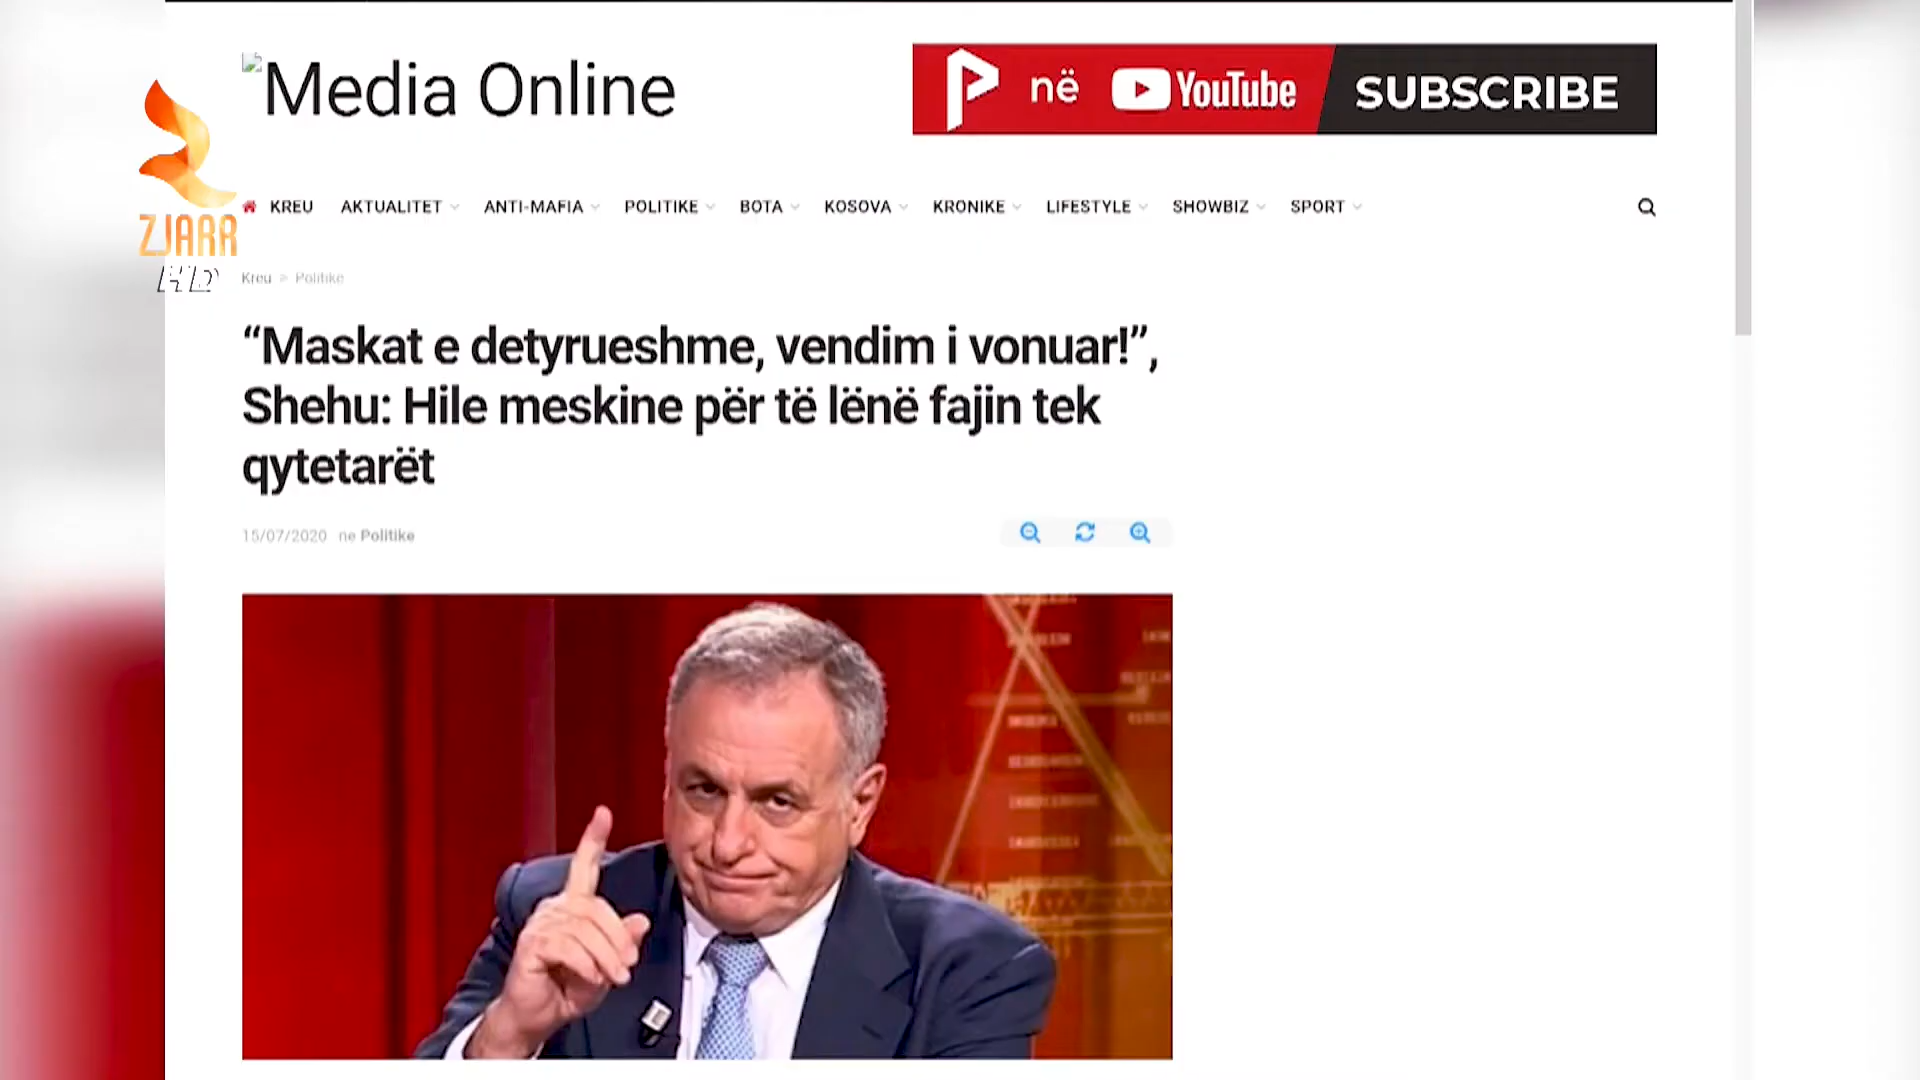 Media Online
në YouTube SUBSCRIBE
ZJARR
HD
KREU AKTUALITET ANTI-MAFIA POLITIKE BOTA KOSOVA KRONIKE LIFESTYLE SHOWBIZ SPORT
Kreu > Politike
“Maskat e detyrueshme, vendim i vonuar!”,
Shehu: Hile meskine për të lënë fajin tek
qytetarët
15/07/2020 ne Politike